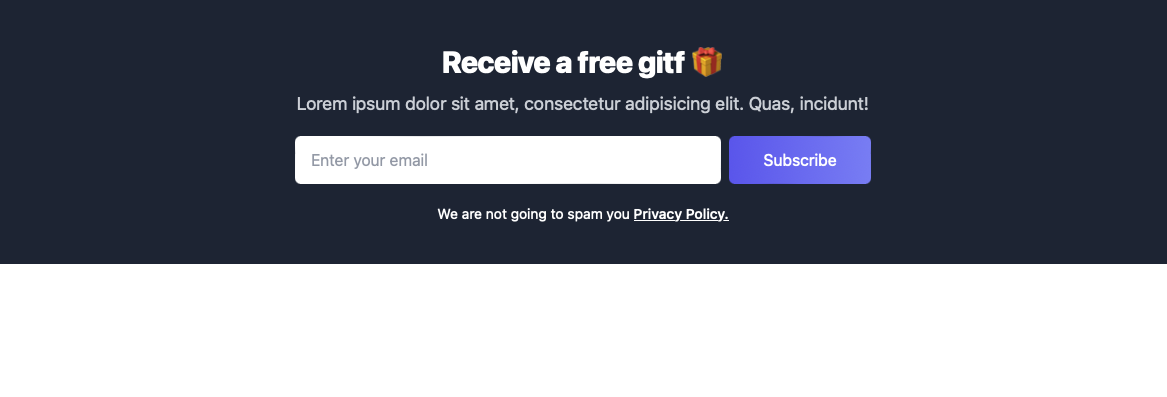 Receive a free gitf 🎁
Lorem ipsum dolor sit amet, consectetur adipisicing elit. Quas, incidunt!
Enter your email
Subscribe
We are not going to spam you Privacy Policy.